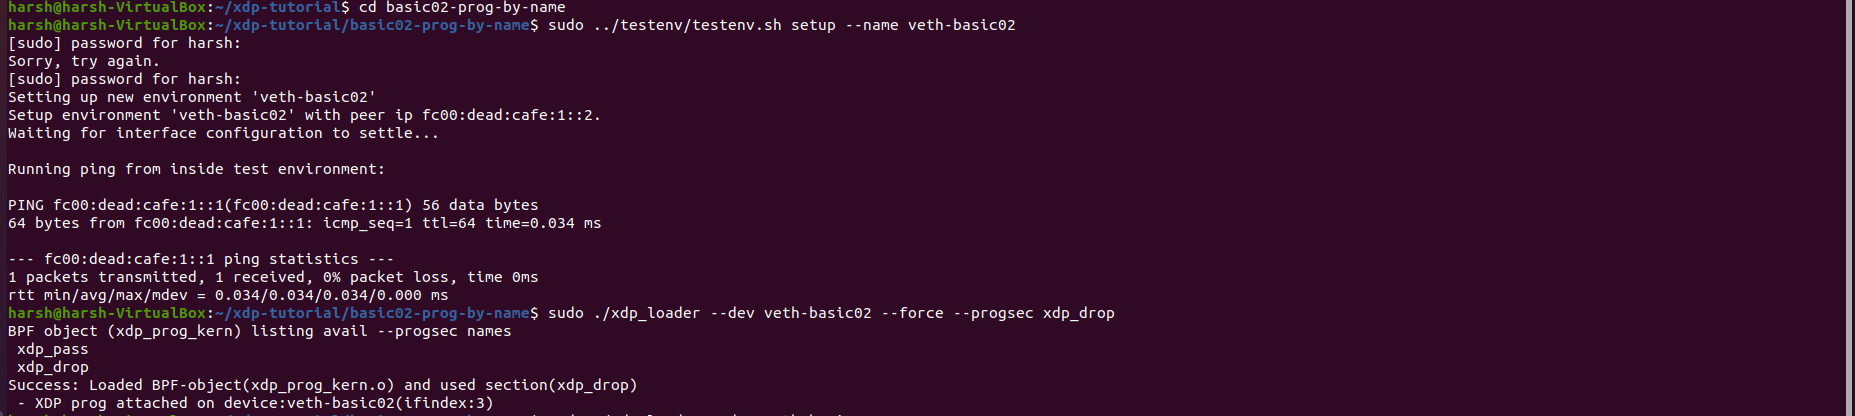 harsh@harsh-VirtualBox:~/xdp-tutorial$ cd basic02-prog-by-name
harsh@harsh-VirtualBox:~/xdp-tutorial/basic02-prog-by-name$ sudo ../testenv/testenv.sh setup --name veth-basic02
[sudo] password for harsh:
Sorry, try again.
[sudo] password for harsh:
Setting up new environment 'veth-basic02'
Setup environment 'veth-basic02' with peer ip fc00:dead:cafe:1::2.
Waiting for interface configuration to settle...
Running ping from inside test environment:
PING fc00:dead:cafe:1::1(fc00:dead:cafe:1::1) 56 data bytes
64 bytes from fc00:dead:cafe:1::1: icmp_seq=1 ttl=64 time=0.034 ms
--- fc00:dead:cafe:1::1 ping statistics ---
1 packets transmitted, 1 received, 0% packet loss, time 0ms
rtt min/avg/max/mdev = 0.034/0.034/0.034/0.000 ms
harsh@harsh-VirtualBox:~/xdp-tutorial/basic02-prog-by-name$ sudo ./xdp_loader --dev veth-basic02 --force --progsec xdp_drop
BPF object (xdp_prog_kern) listing avail --progsec names
xdp_pass
xdp_drop
Success: Loaded BPF-object(xdp_prog_kern.o) and used section(xdp_drop)
- XDP prog attached on device:veth-basic02(ifindex:3)